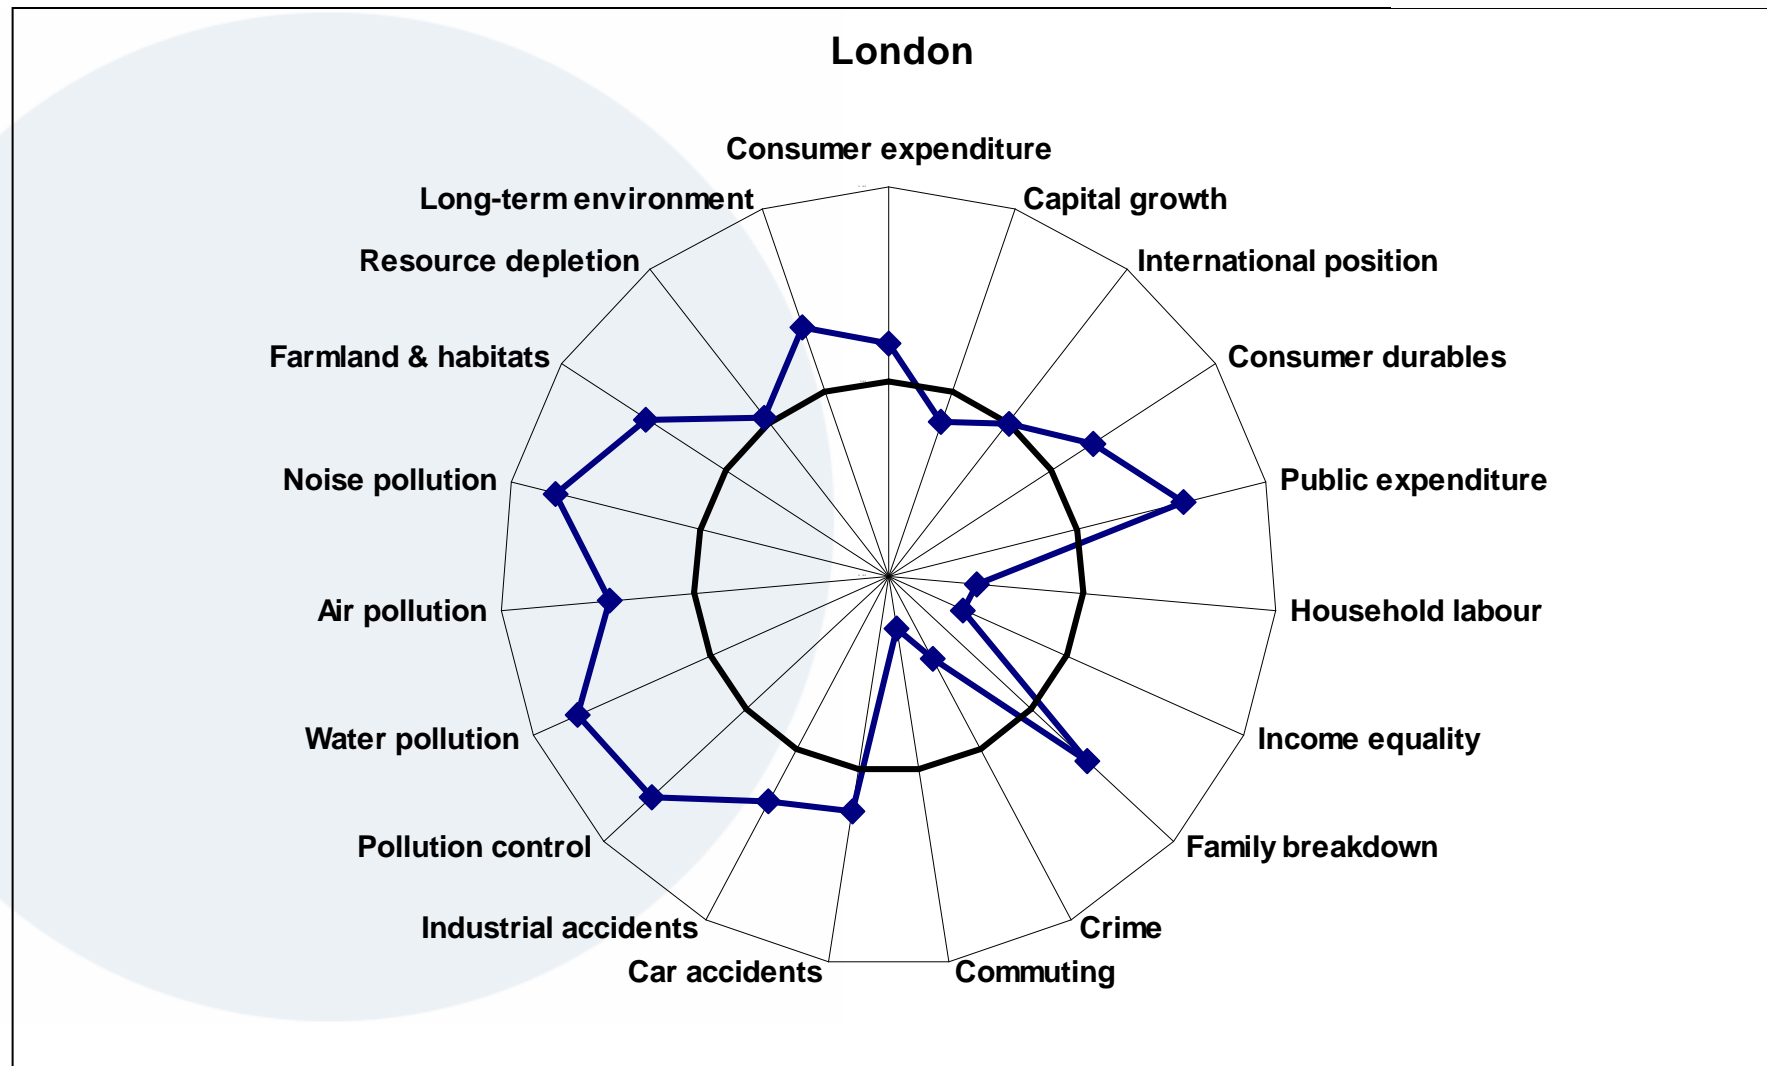 London
Consumer expenditure
Long-term environment
Capital growth
Resource depletion
International position
Farmland & habitats
Consumer durables
Noise pollution
Public expenditure
Air pollution
Household labour
Water pollution
Income equality
Pollution control
Family breakdown
Industrial accidents
Crime
Car accidents
Commuting